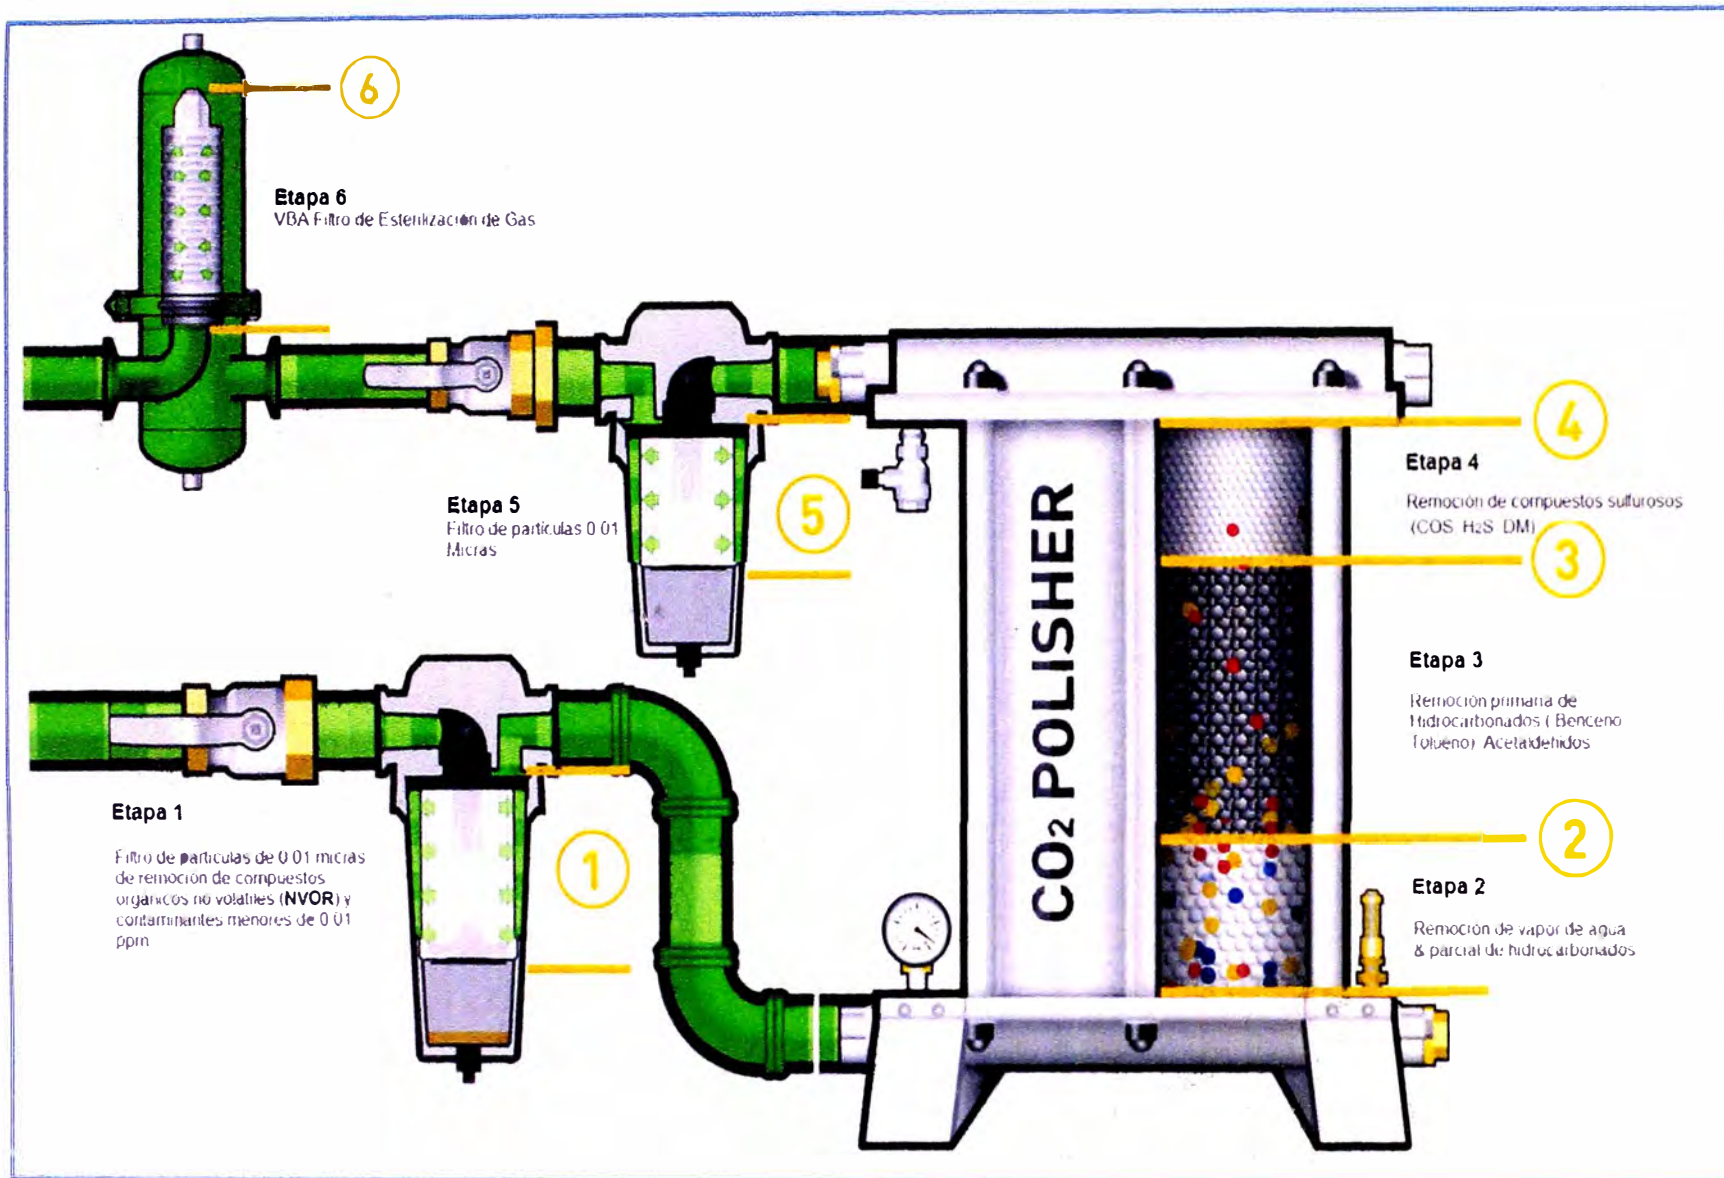 6
Etapa 6
VBA Filtro de Esterilización de Gas
4
Etapa 4
Remoción de compuestos sulfurosos
(COS H2S DM)
Etapa 5
Filtro de partículas 0.01
Micras
5
3
CO2 POLISHER
Etapa 3
Remoción primaria de
Hidrocarbonados ( Benceno
Tolueno) Acetaldehidos
Etapa 1
Filtro de partículas de 0.01 micras
de remoción de compuestos
orgánicos no volátiles (NVOR) y
contaminantes menores de 0.01
ppm
1
2
Etapa 2
Remoción de vapor de agua
& parcial de hidrocarbonados